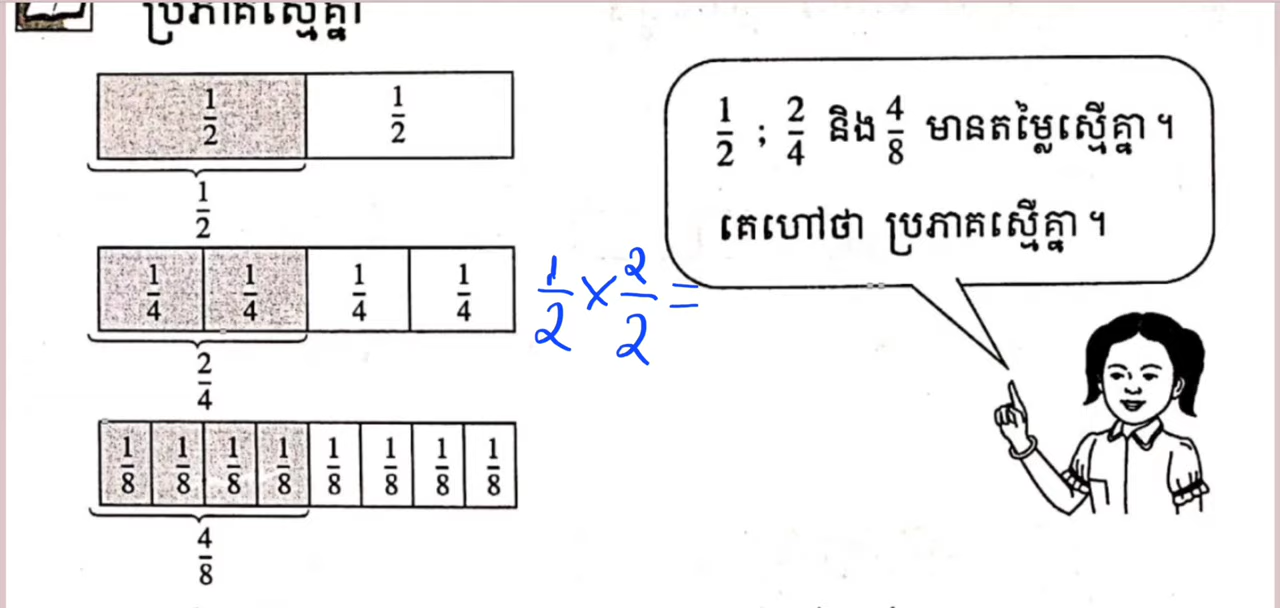 ប្រភាគស្មើគ្នា
1/2 1/2
1/2
1/4 1/4 1/4 1/4
2/4
1/8 1/8 1/8 1/8 1/8 1/8 1/8 1/8
4/8
1/2 × 2/2 =
1/2 ; 2/4 និង 4/8 មានតម្លៃស្មើគ្នា ។
គេហៅថា ប្រភាគស្មើគ្នា ។